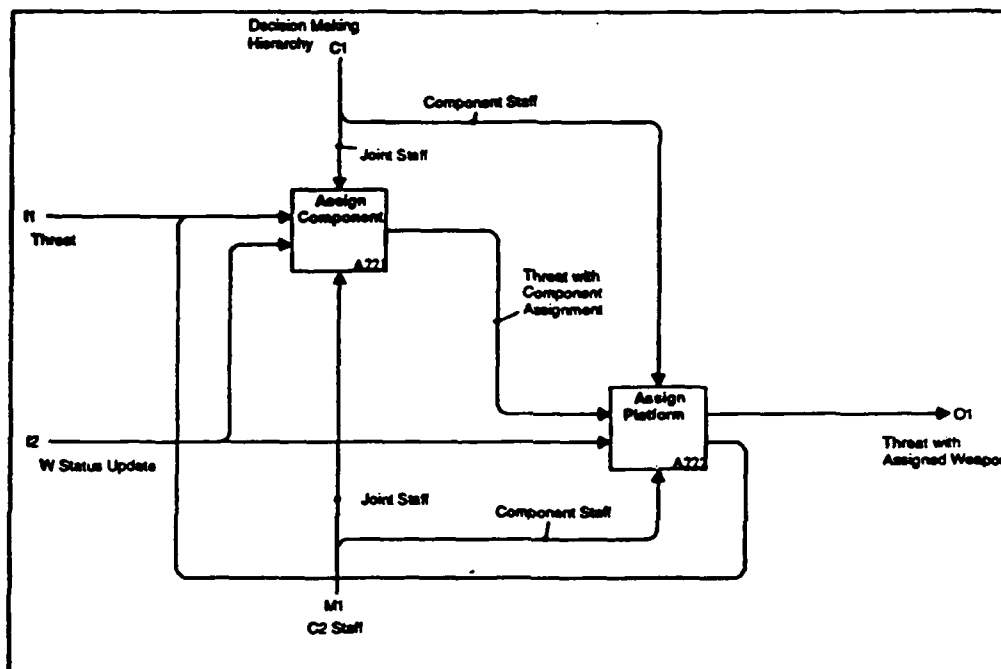 Decision Making
Hierarchy
C1
Component Staff
Joint Staff
Assign
Component
A221
I1
Threat
Threat with
Component
Assignment
Assign
Platform
A222
O1
Threat with
Assigned Weapon
I2
W Status Update
Joint Staff
Component Staff
M1
C2 Staff